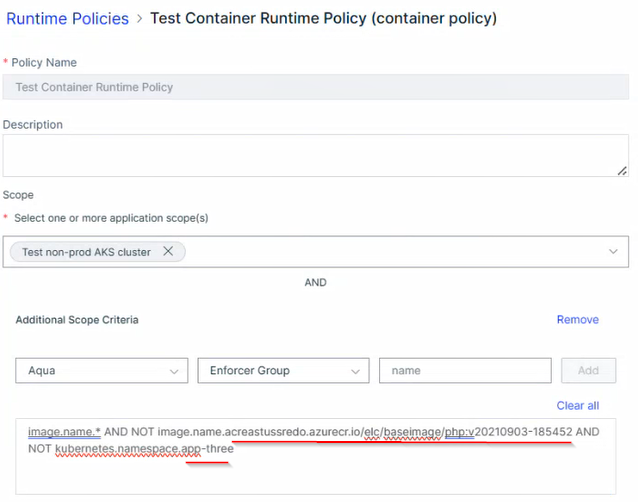 Runtime Policies > Test Container Runtime Policy (container policy)
* Policy Name
Test Container Runtime Policy
Description
Scope
* Select one or more application scope(s)
Test non-prod AKS cluster
AND
Additional Scope Criteria Remove
Aqua Enforcer Group name Add
Clear all
image.name.* AND NOT image.name.acreastussredo.azurecr.io/elc/baseimage/php:v20210903-185452 AND
NOT kubernetes.namespace.app-three